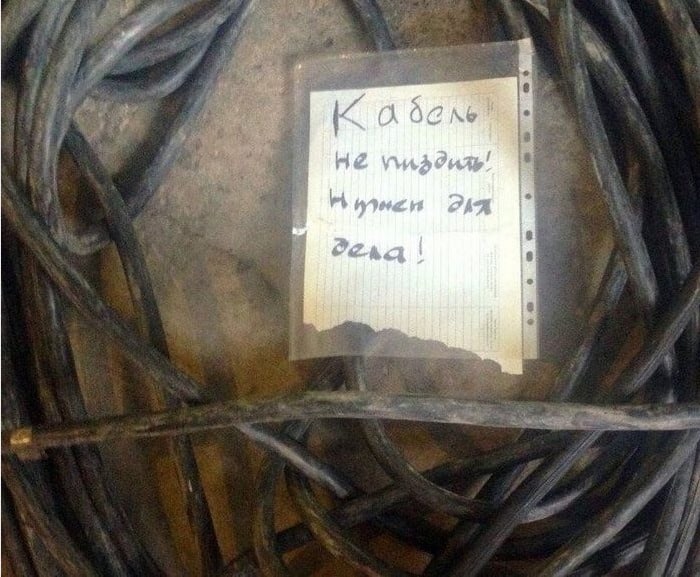 Кабель
не пиздить!
Нужен для
дела!